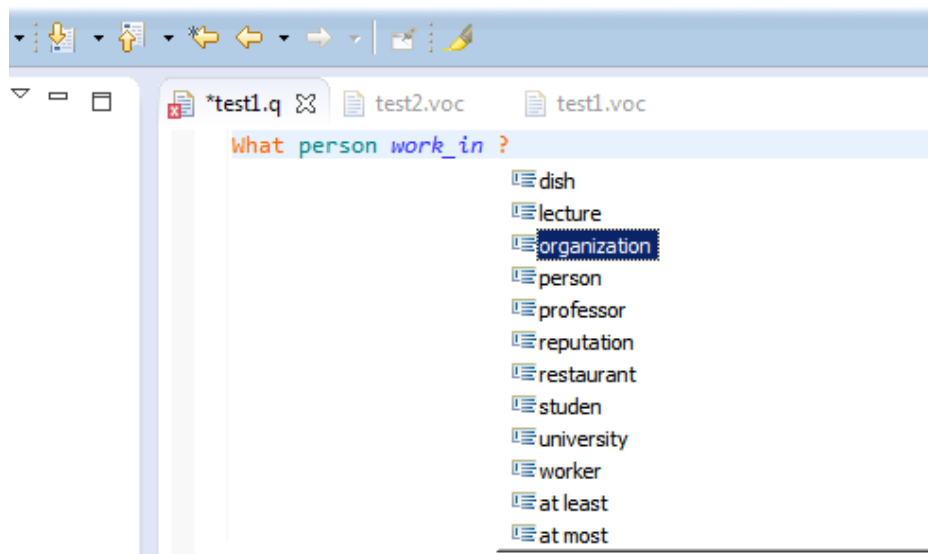 *test1.q test2.voc test1.voc
What person work_in ?
dish
lecture
organization
person
professor
reputation
restaurant
studen
university
worker
at least
at most